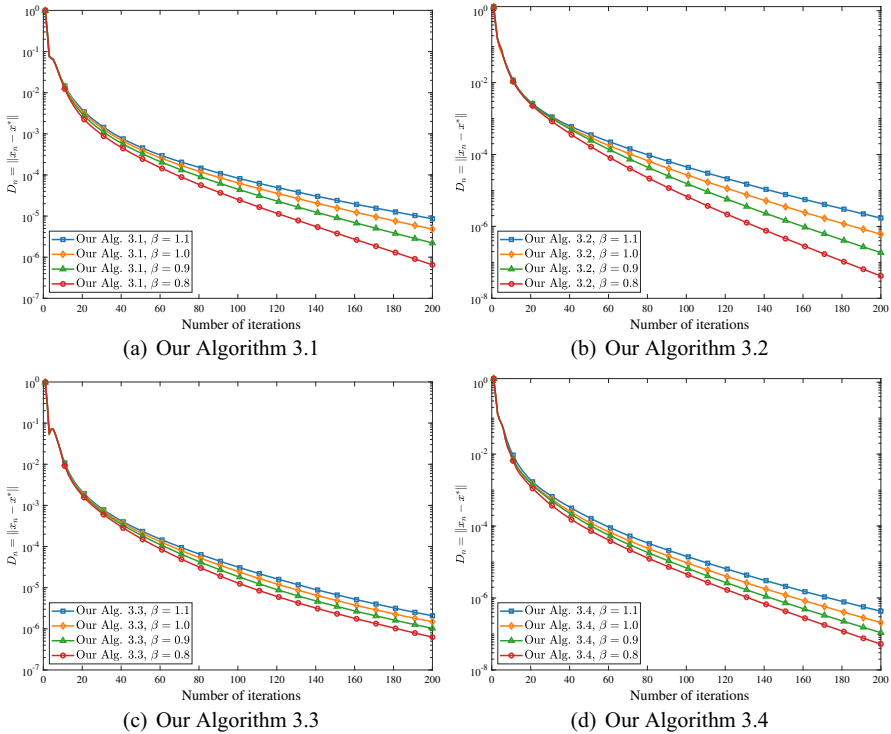 10^0
10^-1
10^-2
10^-3
10^-4
10^-5
10^-6
10^-7
D_n = ||x_n − x*||
Our Alg. 3.1, β = 1.1
Our Alg. 3.1, β = 1.0
Our Alg. 3.1, β = 0.9
Our Alg. 3.1, β = 0.8
0 20 40 60 80 100 120 140 160 180 200
Number of iterations
(a) Our Algorithm 3.1
10^0
10^-2
10^-4
10^-6
10^-8
D_n = ||x_n − x*||
Our Alg. 3.2, β = 1.1
Our Alg. 3.2, β = 1.0
Our Alg. 3.2, β = 0.9
Our Alg. 3.2, β = 0.8
0 20 40 60 80 100 120 140 160 180 200
Number of iterations
(b) Our Algorithm 3.2
10^0
10^-1
10^-2
10^-3
10^-4
10^-5
10^-6
10^-7
D_n = ||x_n − x*||
Our Alg. 3.3, β = 1.1
Our Alg. 3.3, β = 1.0
Our Alg. 3.3, β = 0.9
Our Alg. 3.3, β = 0.8
0 20 40 60 80 100 120 140 160 180 200
Number of iterations
(c) Our Algorithm 3.3
10^0
10^-2
10^-4
10^-6
10^-8
D_n = ||x_n − x*||
Our Alg. 3.4, β = 1.1
Our Alg. 3.4, β = 1.0
Our Alg. 3.4, β = 0.9
Our Alg. 3.4, β = 0.8
0 20 40 60 80 100 120 140 160 180 200
Number of iterations
(d) Our Algorithm 3.4